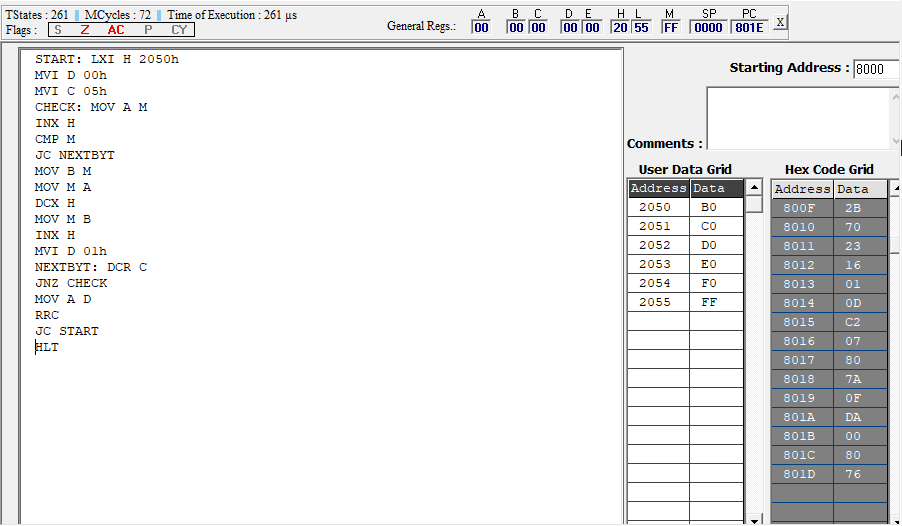 TStates : 261 MCycles : 72 Time of Execution : 261 µs
Flags : S Z AC P CY
General Regs.: A B C D E H L M SP PC
00 00 00 00 00 20 55 FF 0000 801E X
START: LXI H 2050h
MVI D 00h
MVI C 05h
CHECK: MOV A M
INX H
CMP M
JC NEXTBYT
MOV B M
MOV M A
DCX H
MOV M B
INX H
MVI D 01h
NEXTBYT: DCR C
JNZ CHECK
MOV A D
RRC
JC START
HLT
Starting Address : 8000
Comments :
User Data Grid
Address Data
2050 B0
2051 C0
2052 D0
2053 E0
2054 F0
2055 FF
Hex Code Grid
Address Data
800F 2B
8010 70
8011 23
8012 16
8013 01
8014 0D
8015 C2
8016 07
8017 80
8018 7A
8019 0F
801A DA
801B 00
801C 80
801D 76